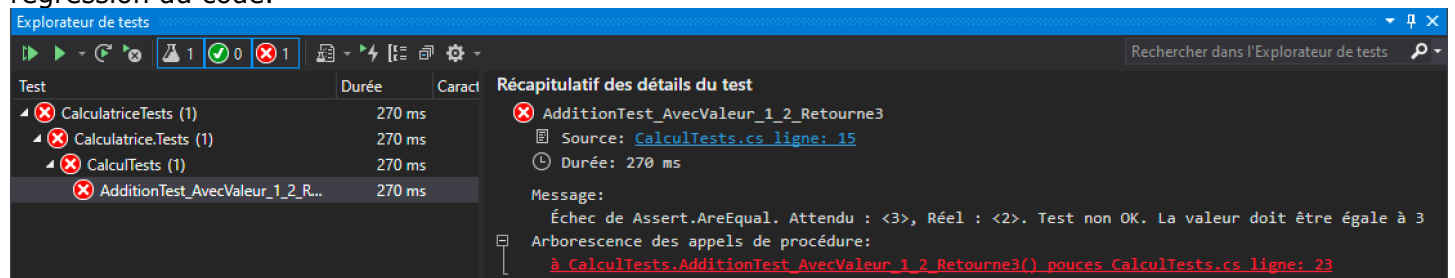 régression du code.
Explorateur de tests
1 0 1 Rechercher dans l'Explorateur de tests
Test Durée Caract Récapitulatif des détails du test
CalculatriceTests (1) 270 ms AdditionTest_AvecValeur_1_2_Retourne3
Calculatrice.Tests (1) 270 ms Source: CalculTests.cs ligne: 15
CalculTests (1) 270 ms Durée: 270 ms
AdditionTest_AvecValeur_1_2_R... 270 ms
Message:
Échec de Assert.AreEqual. Attendu : <3>, Réel : <2>. Test non OK. La valeur doit être égale à 3
Arborescence des appels de procédure:
à CalculTests.AdditionTest_AvecValeur_1_2_Retourne3() pouces CalculTests.cs ligne: 23